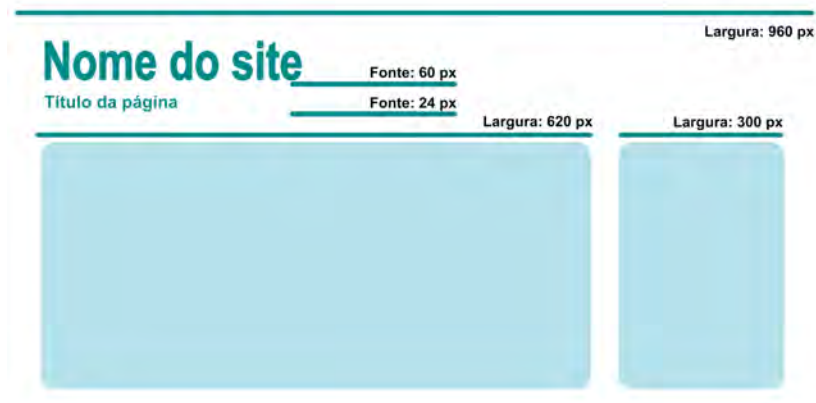 Largura: 960 px
Nome do site
Fonte: 60 px
Título da página
Fonte: 24 px
Largura: 620 px
Largura: 300 px